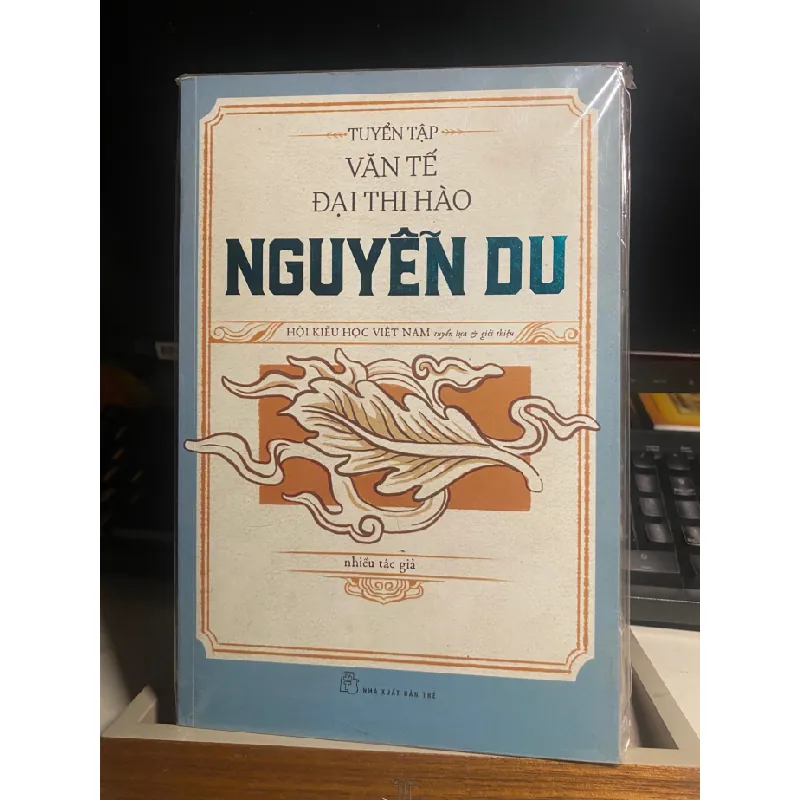 TUYỂN TẬP
VĂN TẾ
ĐẠI THI HÀO
NGUYỄN DU
HỘI KIỀU HỌC VIỆT NAM tuyển lựa & giới thiệu
nhiều tác giả
NHÀ XUẤT BẢN TRẺ